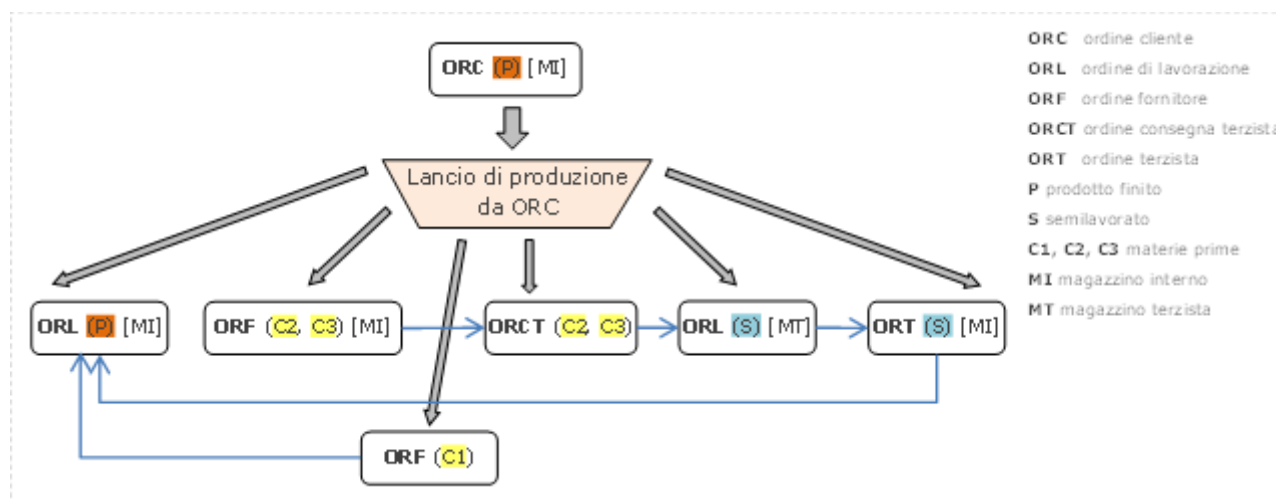 ORC (P) [MI]
Lancio di produzione
da ORC
ORL (P) [MI]
ORF (C2, C3) [MI]
ORCT (C2, C3)
ORL (S) [MT]
ORT (S) [MI]
ORF (C1)
ORC ordine cliente
ORL ordine di lavorazione
ORF ordine fornitore
ORCT ordine consegna terzista
ORT ordine terzista
P prodotto finito
S semilavorato
C1, C2, C3 materie prime
MI magazzino interno
MT magazzino terzista